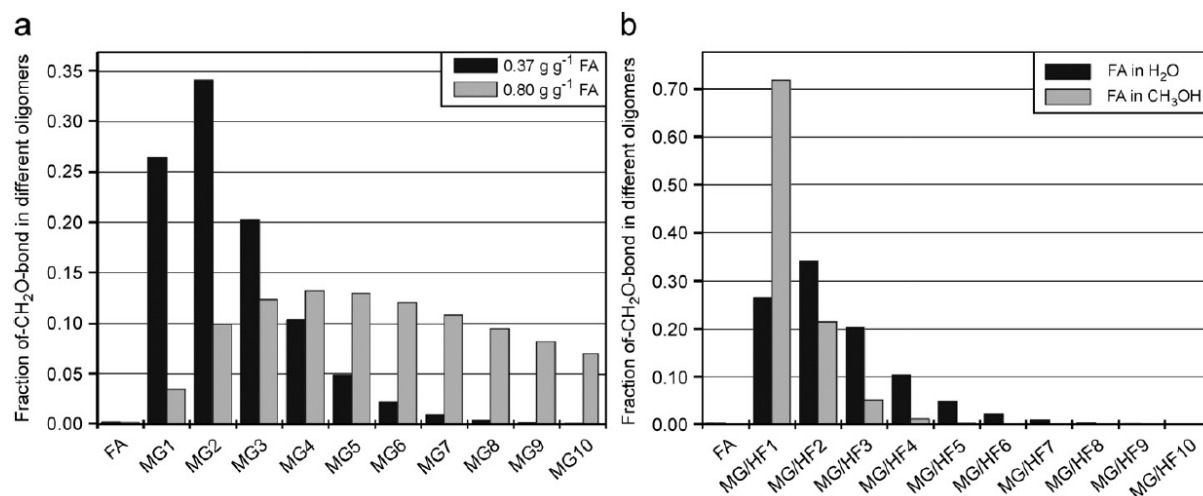 a
Fraction of-CH₂O-bond in different oligomers
0.35
0.30
0.25
0.20
0.15
0.10
0.05
0.00
0.37 g g⁻¹ FA
0.80 g g⁻¹ FA
FA
MG1
MG2
MG3
MG4
MG5
MG6
MG7
MG8
MG9
MG10
b
Fraction of-CH₂O-bond in different oligomers
0.70
0.60
0.50
0.40
0.30
0.20
0.10
0.00
FA in H₂O
FA in CH₃OH
FA
MG/HF1
MG/HF2
MG/HF3
MG/HF4
MG/HF5
MG/HF6
MG/HF7
MG/HF8
MG/HF9
MG/HF10